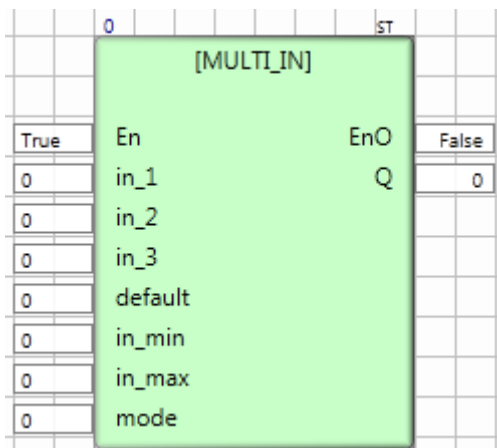 0 ST
[MULTI_IN]
True En EnO False
0 in_1 Q 0
0 in_2
0 in_3
0 default
0 in_min
0 in_max
0 mode